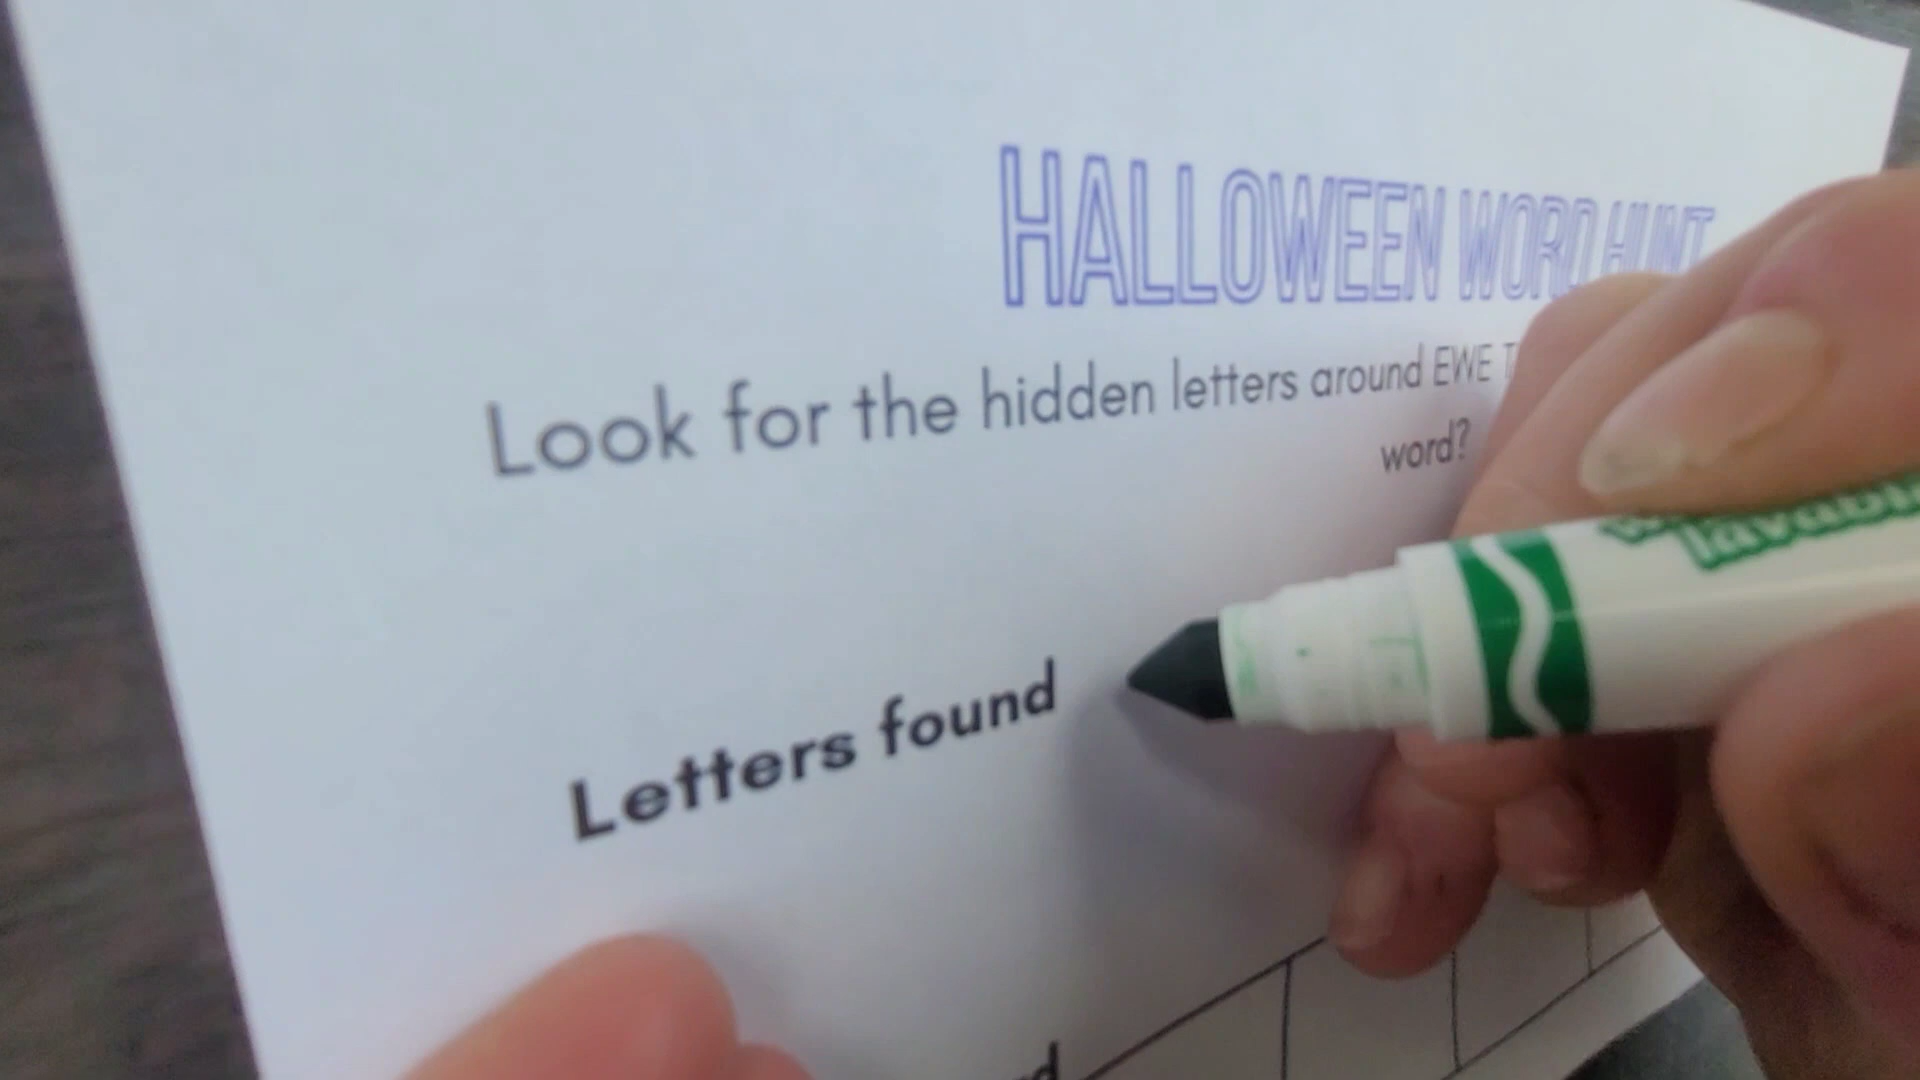 HALLOWEEN WORD HUNT
Look for the hidden letters around EWE
word?
Letters found